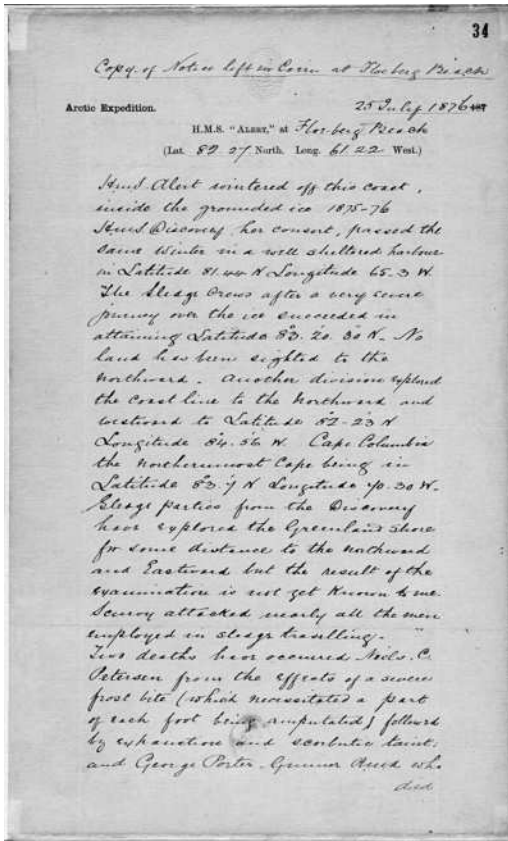 34
Copy of Notice left in Cairn at Floeberg Beach
Arctic Expedition. 25 July 1876 187
H.M.S. "ALERT," at Floeberg Beach
(Lat. 82.27 North. Long. 61.22 West.)
H.M.S. Alert wintered off this coast,
inside the grounded ice 1875-76
H.M.S. Discovery her consort, passed the
same Winter in a well sheltered harbour
in Latitude 81.44 N Longitude 65.3 W.
The Sledge Crews after a very severe
journey over the ice succeeded in
attaining Latitude 83°. 20'. 30" N. No
land has been sighted to the
Northward. Another division explored
the coast line to the Northward and
westward to Latitude 82-23 N
Longitude 84.56 W. Cape Columbia
the Northernmost Cape being in
Latitude 83.7 N Longitude 70.30 W.
Sledge parties from the Discovery
have explored the Greenland Shore
for some distance to the northward
and Eastward but the result of the
examination is not yet Known to me.
Scurvy attacked nearly all the men
employed in sledge travelling.
Two deaths have occurred Neils. C.
Petersen from the effects of a severe
frost bite (which necessitated a part
of each foot being amputated) followed
by exhaustion and scorbutic taint;
and George Porter. Gunner RMA who
died